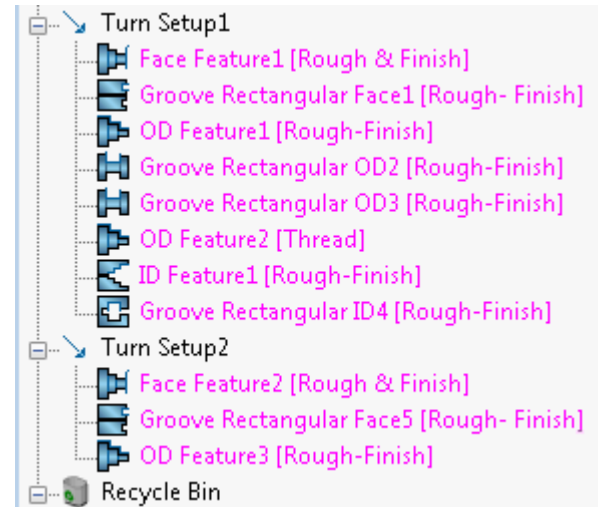 Turn Setup1
Face Feature1 [Rough & Finish]
Groove Rectangular Face1 [Rough- Finish]
OD Feature1 [Rough-Finish]
Groove Rectangular OD2 [Rough-Finish]
Groove Rectangular OD3 [Rough-Finish]
OD Feature2 [Thread]
ID Feature1 [Rough-Finish]
Groove Rectangular ID4 [Rough-Finish]
Turn Setup2
Face Feature2 [Rough & Finish]
Groove Rectangular Face5 [Rough- Finish]
OD Feature3 [Rough-Finish]
Recycle Bin